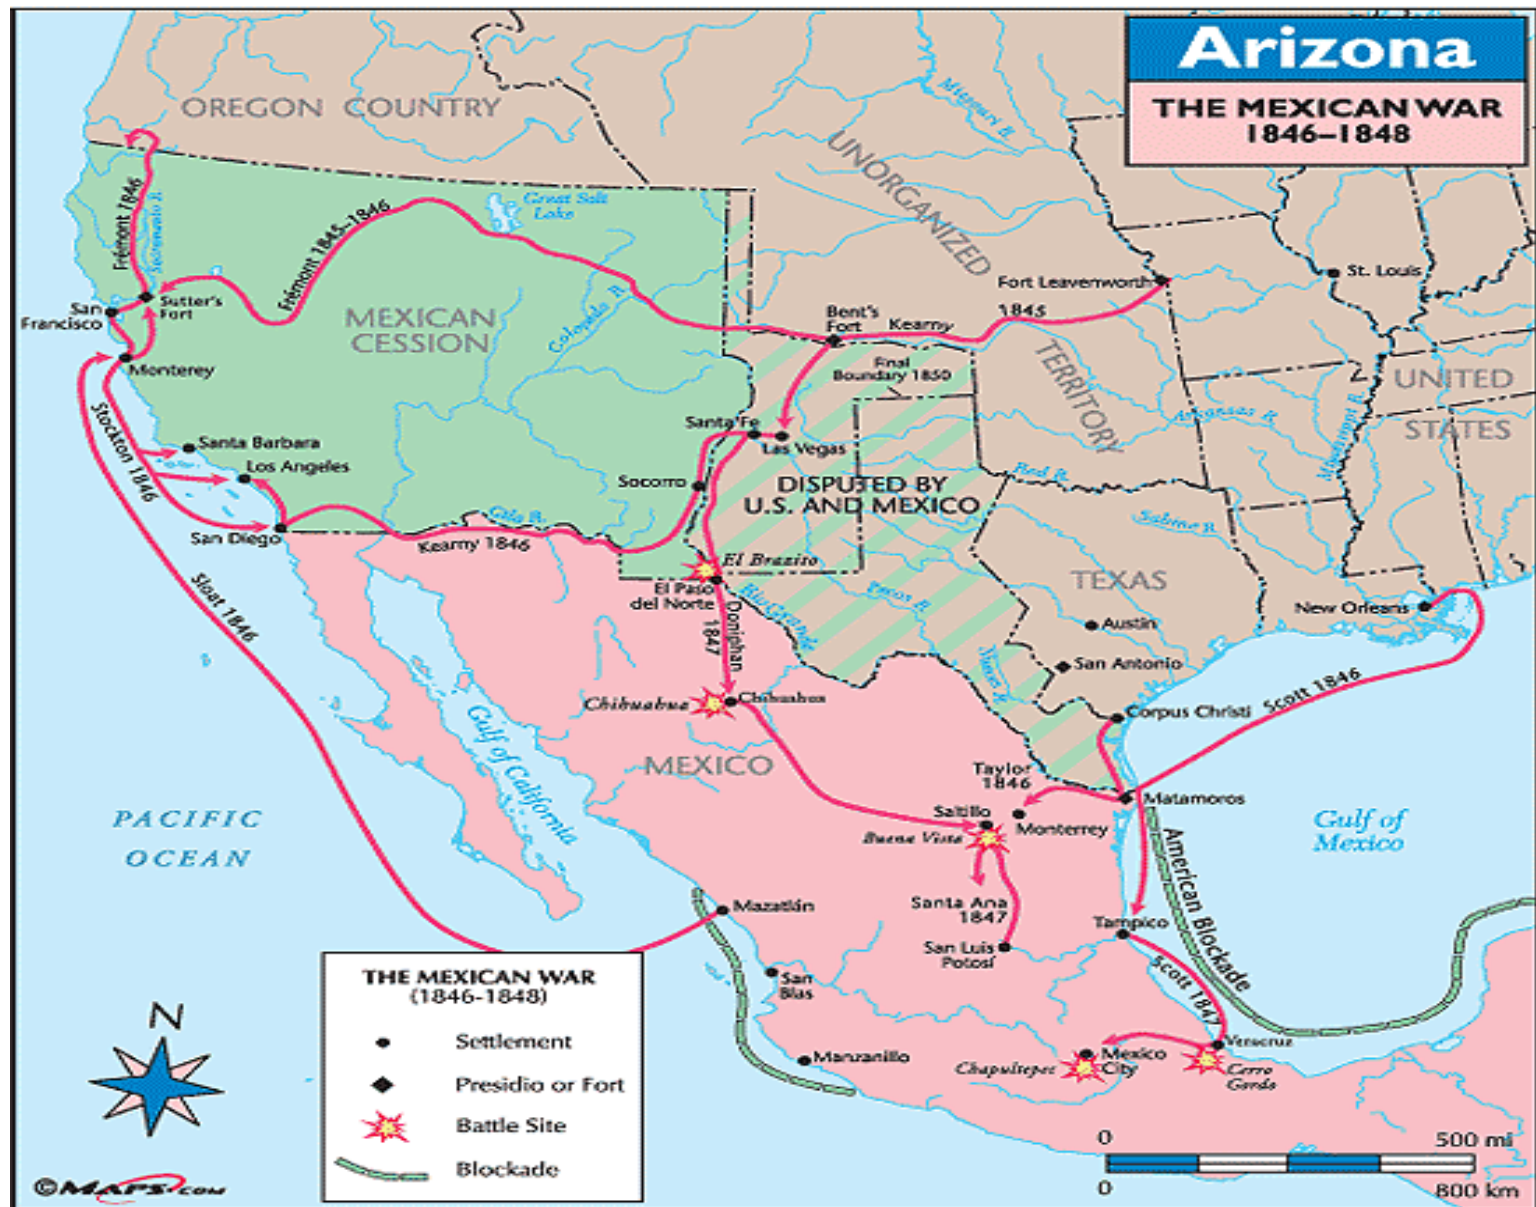 Arizona
THE MEXICAN WAR
1846–1848
OREGON COUNTRY
Missouri R.
UNORGANIZED
TERRITORY
Frémont 1846
Sacramento R.
Frémont 1845–1846
Great Salt
Lake
Fort Leavenworth
St. Louis
San
Francisco
Sutter's
Fort
MEXICAN
CESSION
Colorado R.
Bent's
Fort
Kearny
1845
Final
Boundary 1850
Monterey
UNITED
STATES
Arkansas R.
Mississippi R.
Stockton 1846
Santa Barbara
Los Angeles
Santa Fe
Las Vegas
Socorro
DISPUTED BY
U.S. AND MEXICO
Red R.
San Diego
Gila R.
Kearny 1846
Sabine R.
El Brazito
El Paso
del Norte
Doniphan
1847
Rio Grande
Pecos R.
TEXAS
Nueces R.
Austin
San Antonio
New Orleans
Sloat 1846
Chihuahua
Chihuahua
Corpus Christi
Scott 1846
Gulf of California
MEXICO
Taylor
1846
Matamoros
Saltillo
Monterrey
Buena Vista
PACIFIC
OCEAN
Gulf of
Mexico
American Blockade
Mazatlán
Santa Ana
1847
Tampico
San Luis
Potosí
San
Blas
Scott 1847
Manzanillo
Chapultepec
Mexico
City
Veracruz
Cerro
Gordo
THE MEXICAN WAR
(1846-1848)
Settlement
Presidio or Fort
Battle Site
Blockade
N
0
500 mi
0
800 km
©MAPS.COM